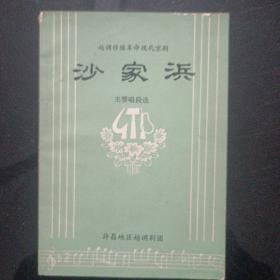 越调移植革命现代京剧
沙家浜
主要唱段选
许昌地区越调剧团